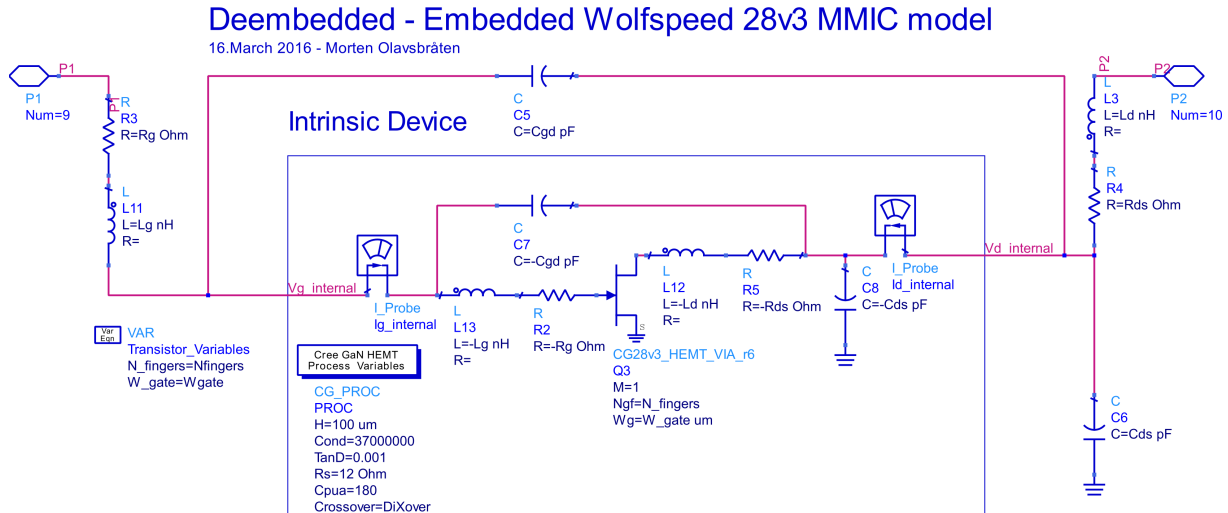 Deembedded - Embedded Wolfspeed 28v3 MMIC model
16.March 2016 - Morten Olavsbråten
P1
P1
Num=9
P1
R
R3
R=Rg Ohm
L
L11
L=Lg nH
R=
C
C5
C=Cgd pF
Intrinsic Device
C
C7
C=-Cgd pF
Vg_internal
I_Probe
Ig_internal
L
L13
L=-Lg nH
R=
R
R2
R=-Rg Ohm
S
L
L12
L=-Ld nH
R=
R
R5
R=-Rds Ohm
C
C8
C=-Cds pF
I_Probe
Id_internal
Vd_internal
P2
L
L3
L=Ld nH
R=
R
R4
R=Rds Ohm
P2
P2
Num=10
C
C6
C=Cds pF
Var
Eqn
VAR
Transistor_Variables
N_fingers=Nfingers
W_gate=Wgate
Cree GaN HEMT
Process Variables
CG_PROC
PROC
H=100 um
Cond=37000000
TanD=0.001
Rs=12 Ohm
Cpua=180
Crossover=DiXover
CG28v3_HEMT_VIA_r6
Q3
M=1
Ngf=N_fingers
Wg=W_gate um